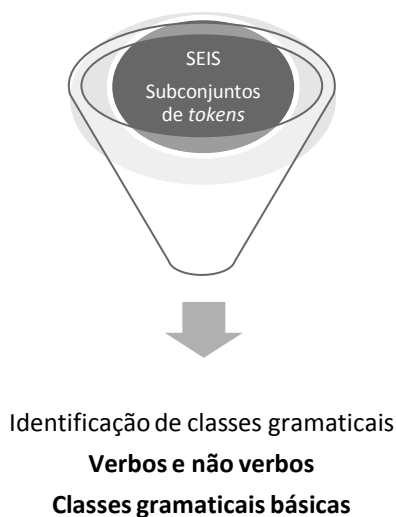 SEIS
Subconjuntos
de tokens
Identificação de classes gramaticais
Verbos e não verbos
Classes gramaticais básicas